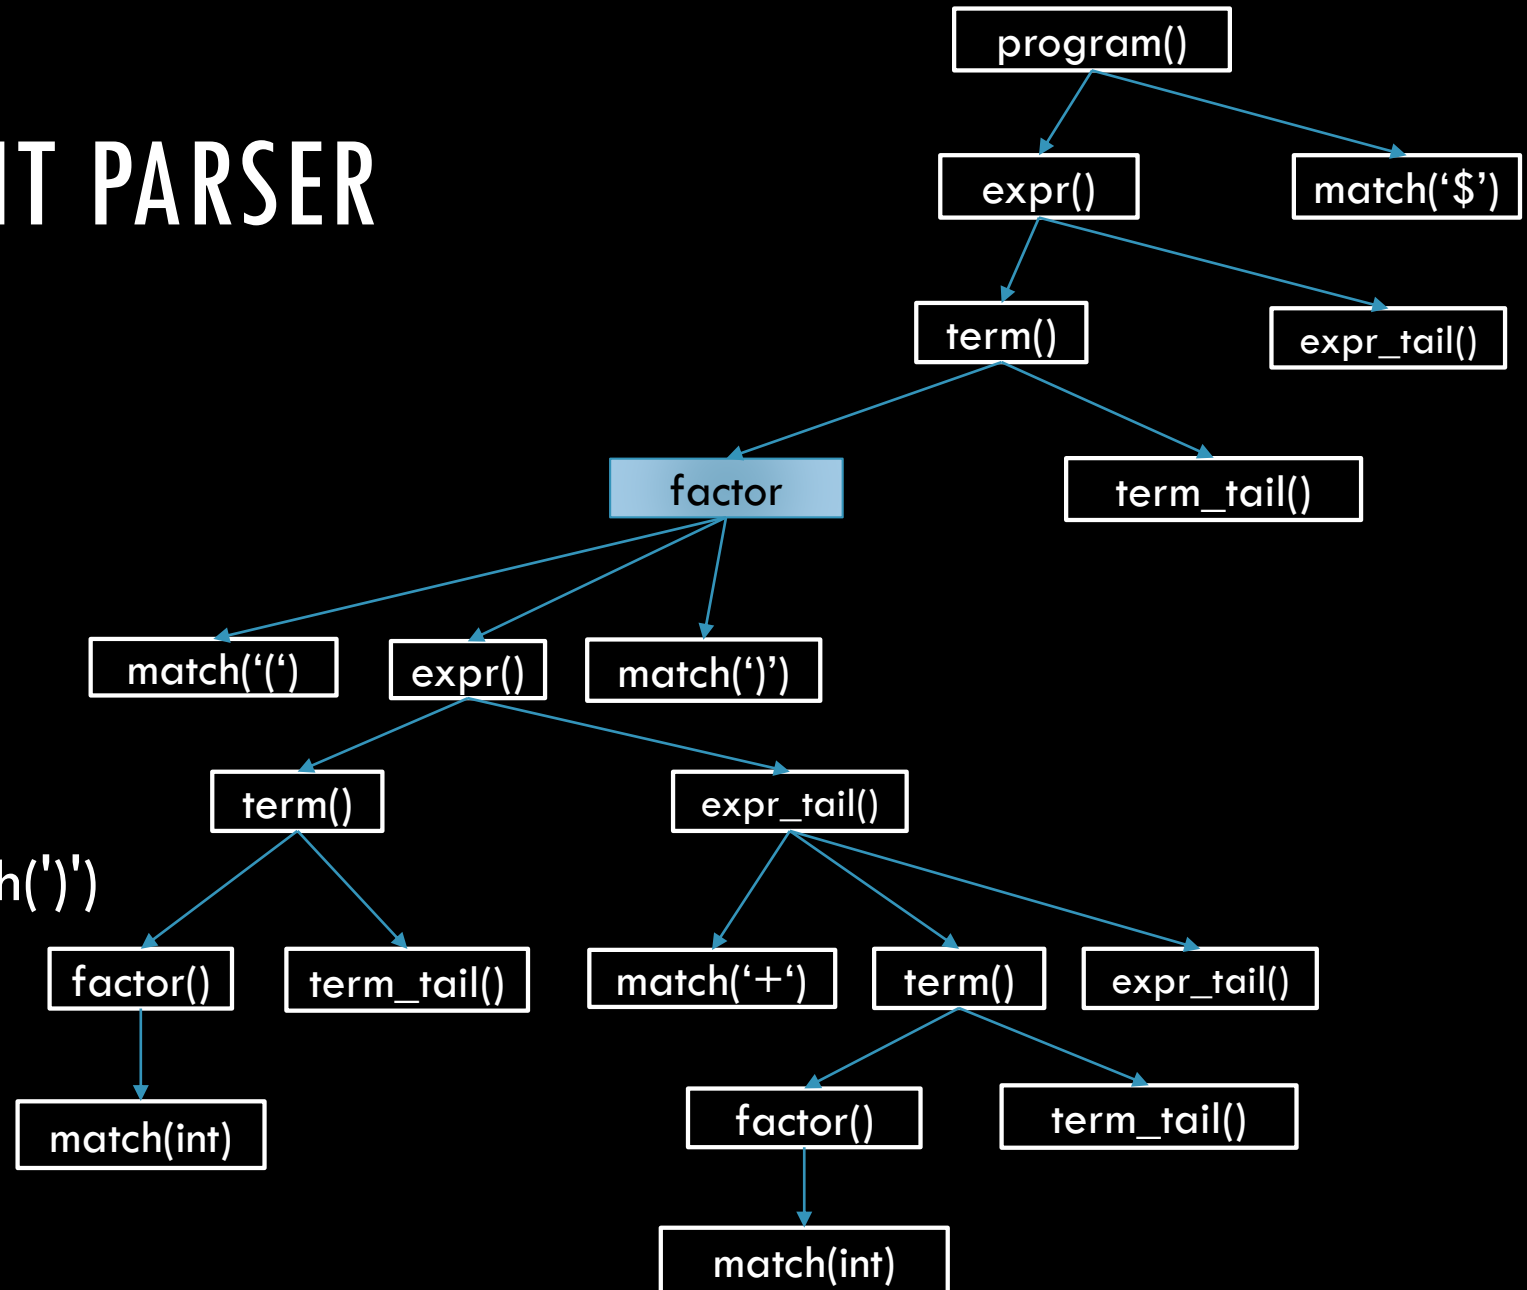 program()
IT PARSER
expr()
match(‘$’)
term()
expr_tail()
factor
term_tail()
match(‘(‘)
expr()
match(‘)’)
term()
expr_tail()
h(')')
factor()
term_tail()
match(‘+‘)
term()
expr_tail()
factor()
term_tail()
match(int)
match(int)